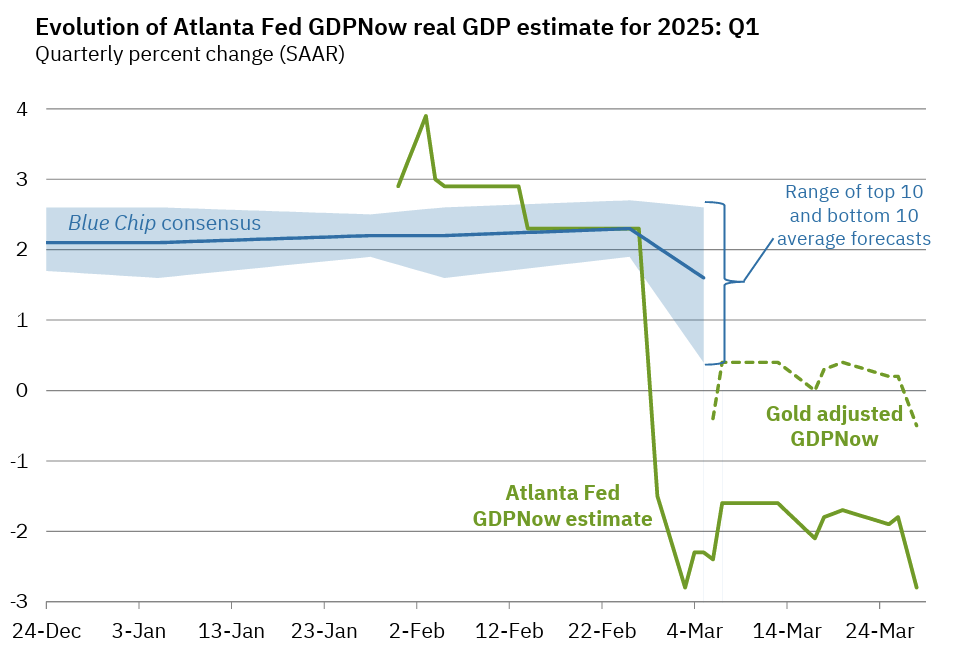 Evolution of Atlanta Fed GDPNow real GDP estimate for 2025: Q1
Quarterly percent change (SAAR)
4
3
2
1
0
-1
-2
-3
Blue Chip consensus
Range of top 10
and bottom 10
average forecasts
Gold adjusted
GDPNow
Atlanta Fed
GDPNow estimate
24-Dec
3-Jan
13-Jan
23-Jan
2-Feb
12-Feb
22-Feb
4-Mar
14-Mar
24-Mar